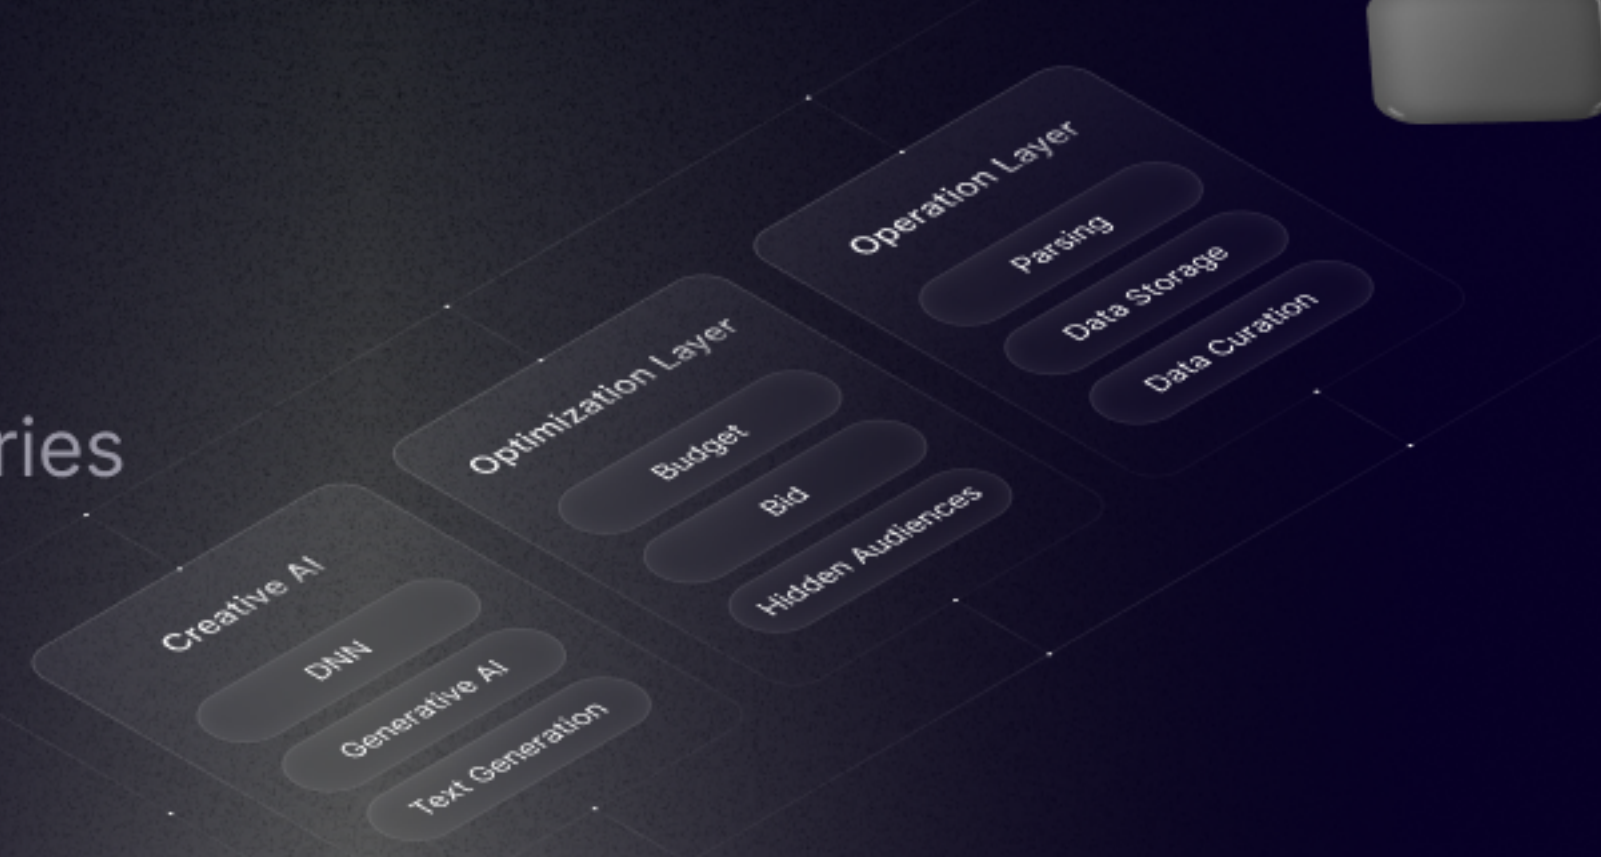 Operation Layer
Parsing
Data Storage
Data Curation
Optimization Layer
Budget
Bid
Hidden Audiences
ries
Creative AI
DNN
Generative AI
Text Generation